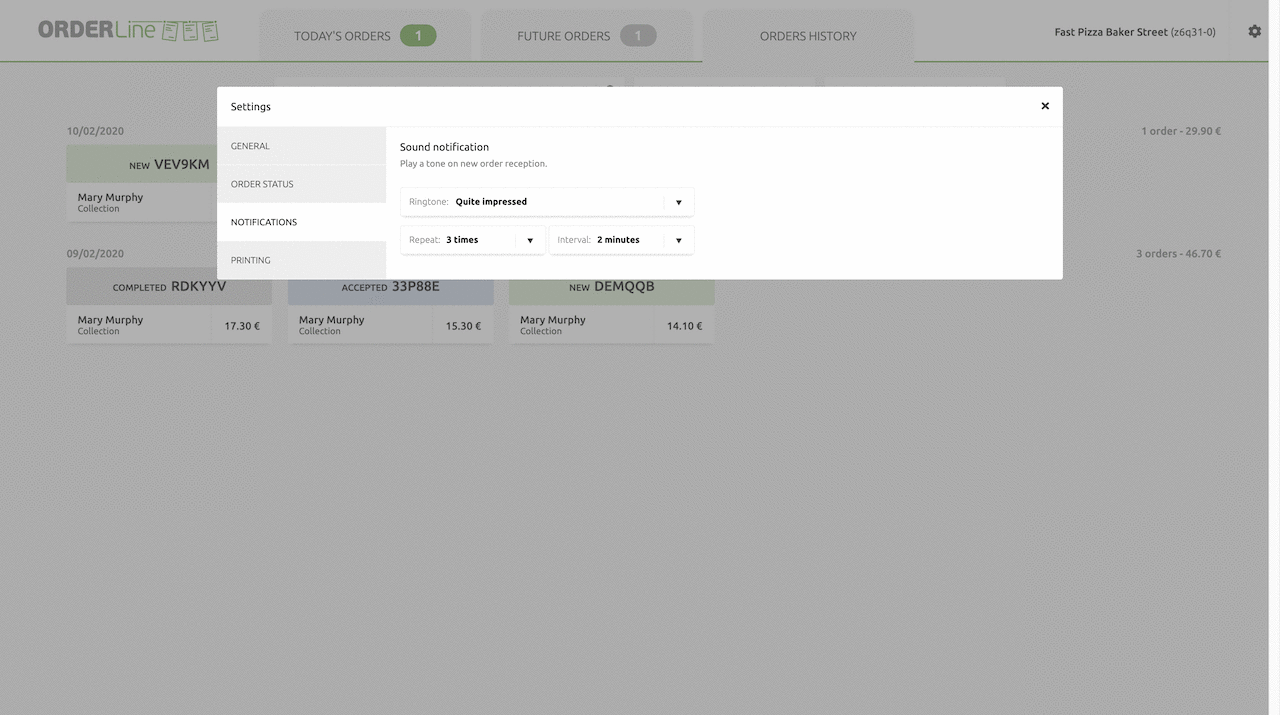 ORDERLine
TODAY'S ORDERS 1
FUTURE ORDERS 1
ORDERS HISTORY
Fast Pizza Baker Street (z6q31-0)
Settings
10/02/2020
1 order - 29.90 €
GENERAL
Sound notification
Play a tone on new order reception.
NEW VEV9KM
ORDER STATUS
Mary Murphy
Collection
Ringtone: Quite impressed
NOTIFICATIONS
Repeat: 3 times
Interval: 2 minutes
09/02/2020
3 orders - 46.70 €
PRINTING
COMPLETED RDKYYV
ACCEPTED 33P88E
NEW DEMQQB
Mary Murphy
Collection
17.30 €
Mary Murphy
Collection
15.30 €
Mary Murphy
Collection
14.10 €